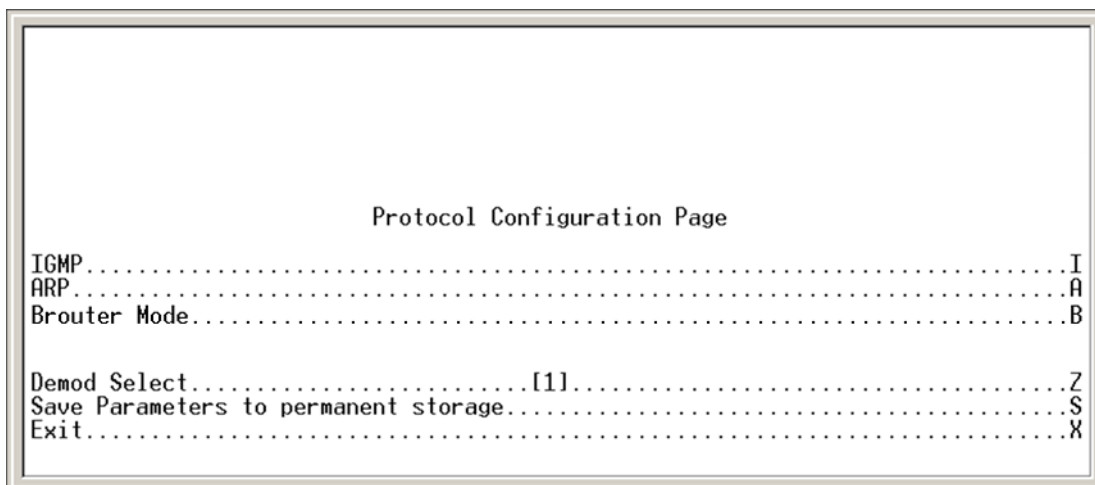 Protocol Configuration Page
IGMP..........................................................................I
ARP...........................................................................A
Brouter Mode..................................................................B
Demod Select..........................[1].....................................Z
Save Parameters to permanent storage..........................................S
Exit..........................................................................X